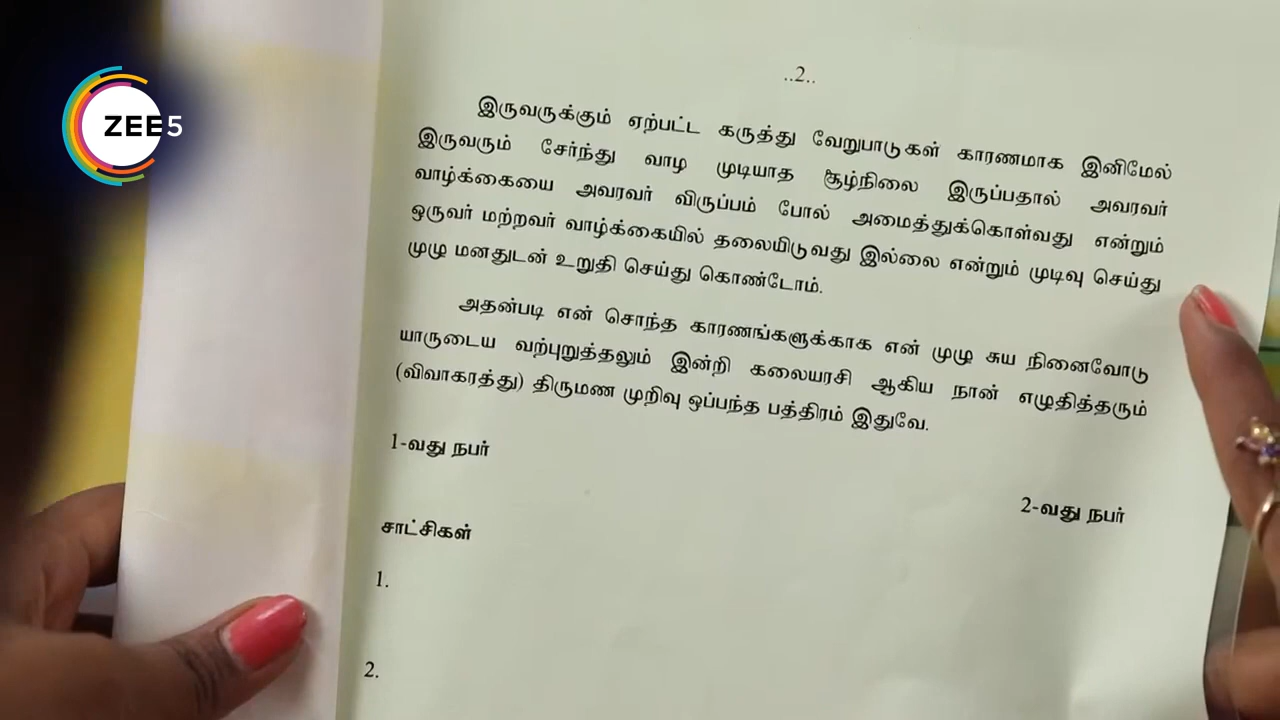 ZEE5
..2..
இருவருக்கும் ஏற்பட்ட கருத்து வேறுபாடுகள் காரணமாக இனிமேல்
இருவரும் சேர்ந்து வாழ முடியாத சூழ்நிலை இருப்பதால் அவரவர்
வாழ்க்கையை அவரவர் விருப்பம் போல் அமைத்துக்கொள்வது என்றும்
ஒருவர் மற்றவர் வாழ்க்கையில் தலையிடுவது இல்லை என்றும் முடிவு செய்து
முழு மனதுடன் உறுதி செய்து கொண்டோம்.
அதன்படி என் சொந்த காரணங்களுக்காக என் முழு சுய நினைவோடு
யாருடைய வற்புறுத்தலும் இன்றி கலையரசி ஆகிய நான் எழுதித்தரும்
(விவாகரத்து) திருமண முறிவு ஒப்பந்த பத்திரம் இதுவே.
1-வது நபர்
2-வது நபர்
சாட்சிகள்
1.
2.